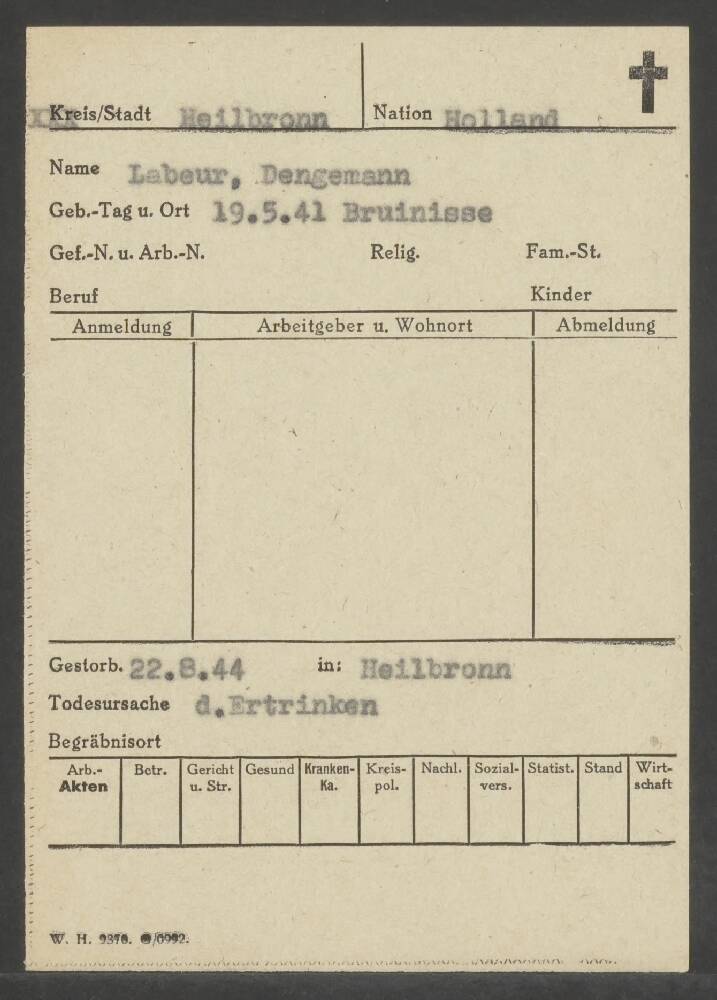 XXX Kreis/Stadt Heilbronn Nation Holland
Name Labeur, Dengemann
Geb.-Tag u. Ort 19.5.41 Bruinisse
Gef.-N. u. Arb.-N. Relig. Fam.-St.
Beruf Kinder
Anmeldung Arbeitgeber u. Wohnort Abmeldung
Gestorb. 22.8.44 in: Heilbronn
Todesursache d.Ertrinken
Begräbnisort
Arb.- Betr. Gericht Gesund Kranken- Kreis- Nachl. Sozial- Statist. Stand Wirt-
Akten u. Str. Ka. pol. vers. schaft
W. H.